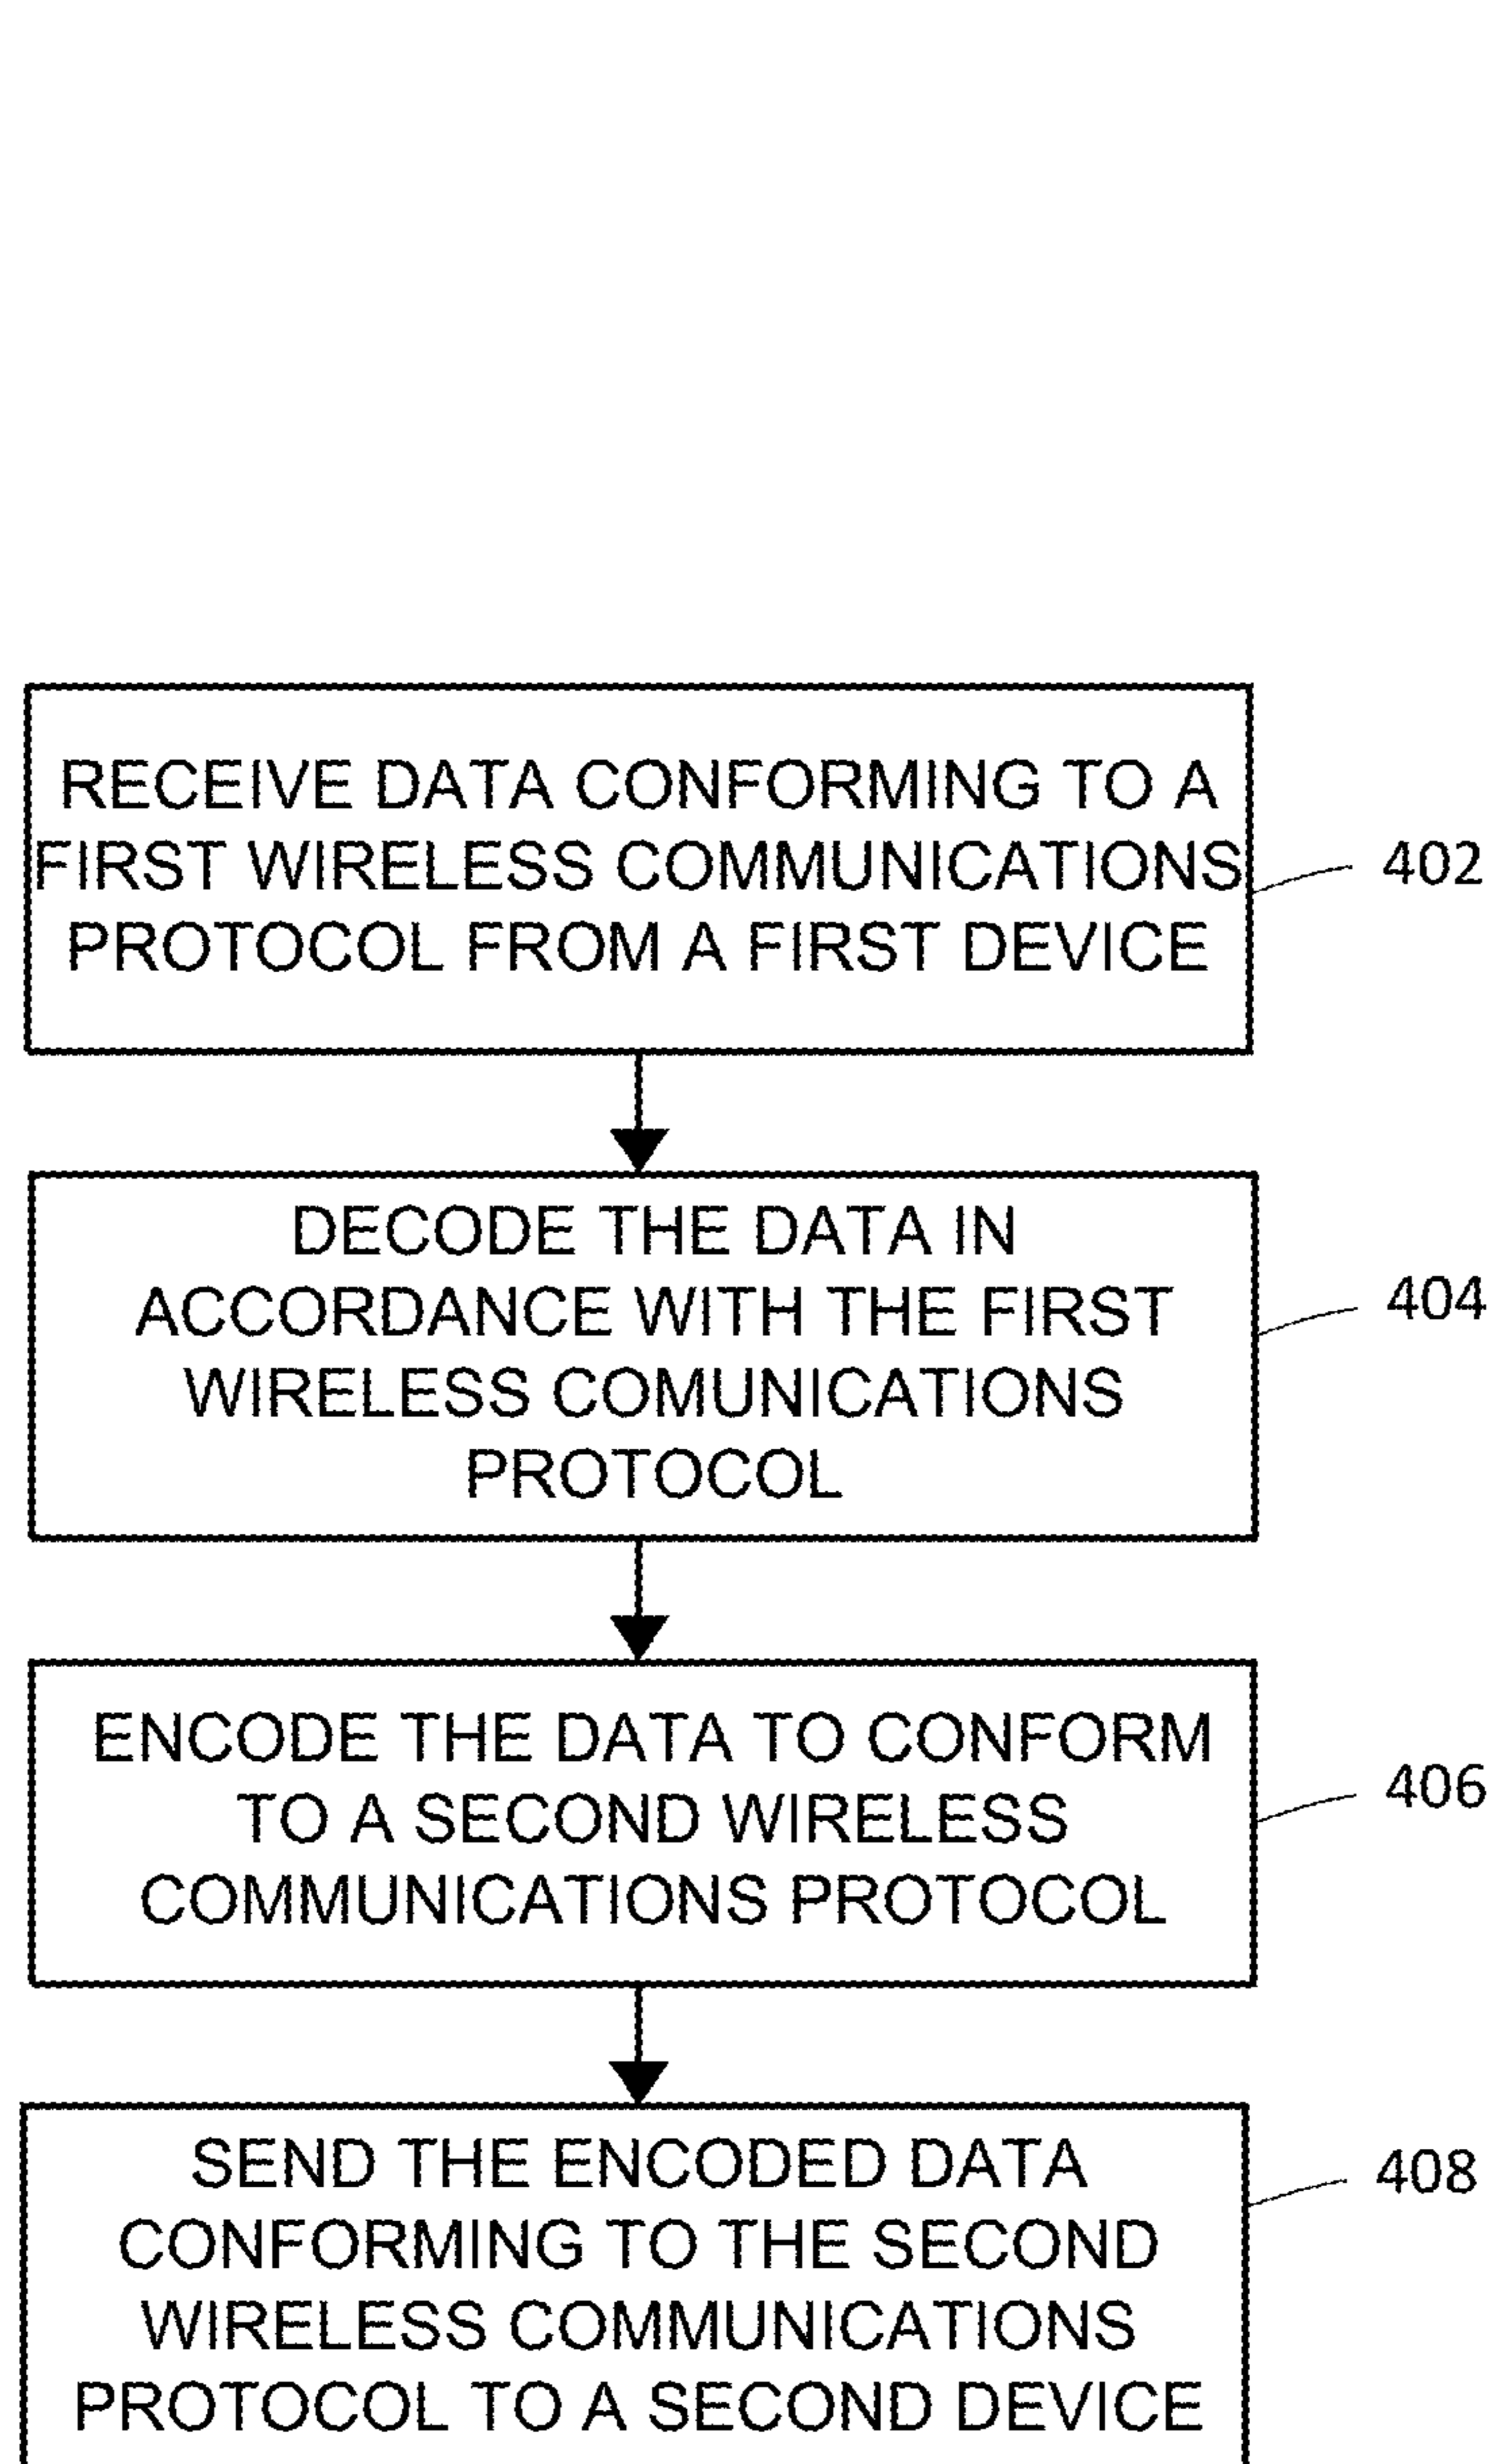 RECEIVE DATA CONFORMING TO A
FIRST WIRELESS COMMUNICATIONS
PROTOCOL FROM A FIRST DEVICE
402
DECODE THE DATA IN
ACCORDANCE WITH THE FIRST
WIRELESS COMUNICATIONS
PROTOCOL
404
ENCODE THE DATA TO CONFORM
TO A SECOND WIRELESS
COMMUNICATIONS PROTOCOL
406
SEND THE ENCODED DATA
CONFORMING TO THE SECOND
WIRELESS COMMUNICATIONS
PROTOCOL TO A SECOND DEVICE
408